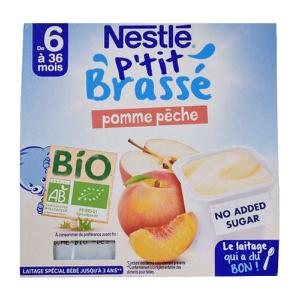 De 6
à 36
mois
Nestlé
P'tit
Brassé
pomme pêche
BiO
AB
NO ADDED
SUGAR
Le laitage
qui a du
BON !
LAITAGE SPÉCIAL BÉBÉ JUSQU'À 3 ANS**